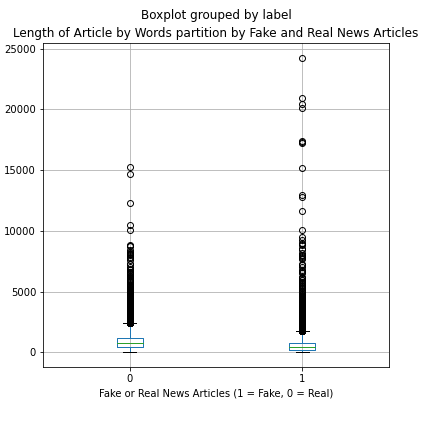 Boxplot grouped by label
Length of Article by Words partition by Fake and Real News Articles
25000
20000
15000
10000
5000
0
0 1
Fake or Real News Articles (1 = Fake, 0 = Real)